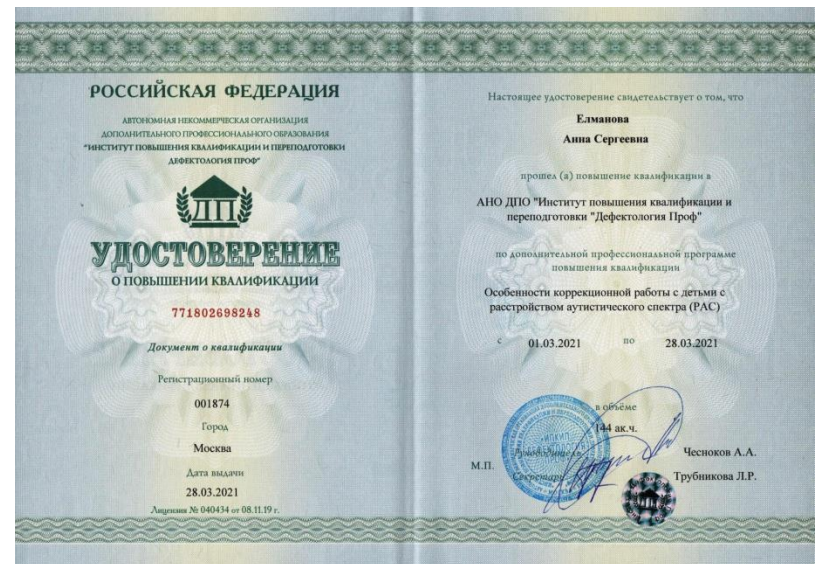 РОССИЙСКАЯ ФЕДЕРАЦИЯ
АВТОНОМНАЯ НЕКОММЕРЧЕСКАЯ ОРГАНИЗАЦИЯ
ДОПОЛНИТЕЛЬНОГО ПРОФЕССИОНАЛЬНОГО ОБРАЗОВАНИЯ
"ИНСТИТУТ ПОВЫШЕНИЯ КВАЛИФИКАЦИИ И ПЕРЕПОДГОТОВКИ
ДЕФЕКТОЛОГИЯ ПРОФ"
ДП
УДОСТОВЕРЕНИЕ
О ПОВЫШЕНИИ КВАЛИФИКАЦИИ
771802698248
Документ о квалификации
Регистрационный номер
001874
Город
Москва
Дата выдачи
28.03.2021
Лицензия № 040434 от 08.11.19 г.
Настоящее удостоверение свидетельствует о том, что
Елманова
Анна Сергеевна
прошел (а) повышение квалификации в
АНО ДПО "Институт повышения квалификации и
переподготовки "Дефектология Проф"
по дополнительной профессиональной программе
повышения квалификации
Особенности коррекционной работы с детьми с
расстройством аутистического спектра (РАС)
с 01.03.2021 по 28.03.2021
в объёме
144 ак.ч.
Руководитель Чесноков А.А.
М.П.
Секретарь Трубникова Л.Р.